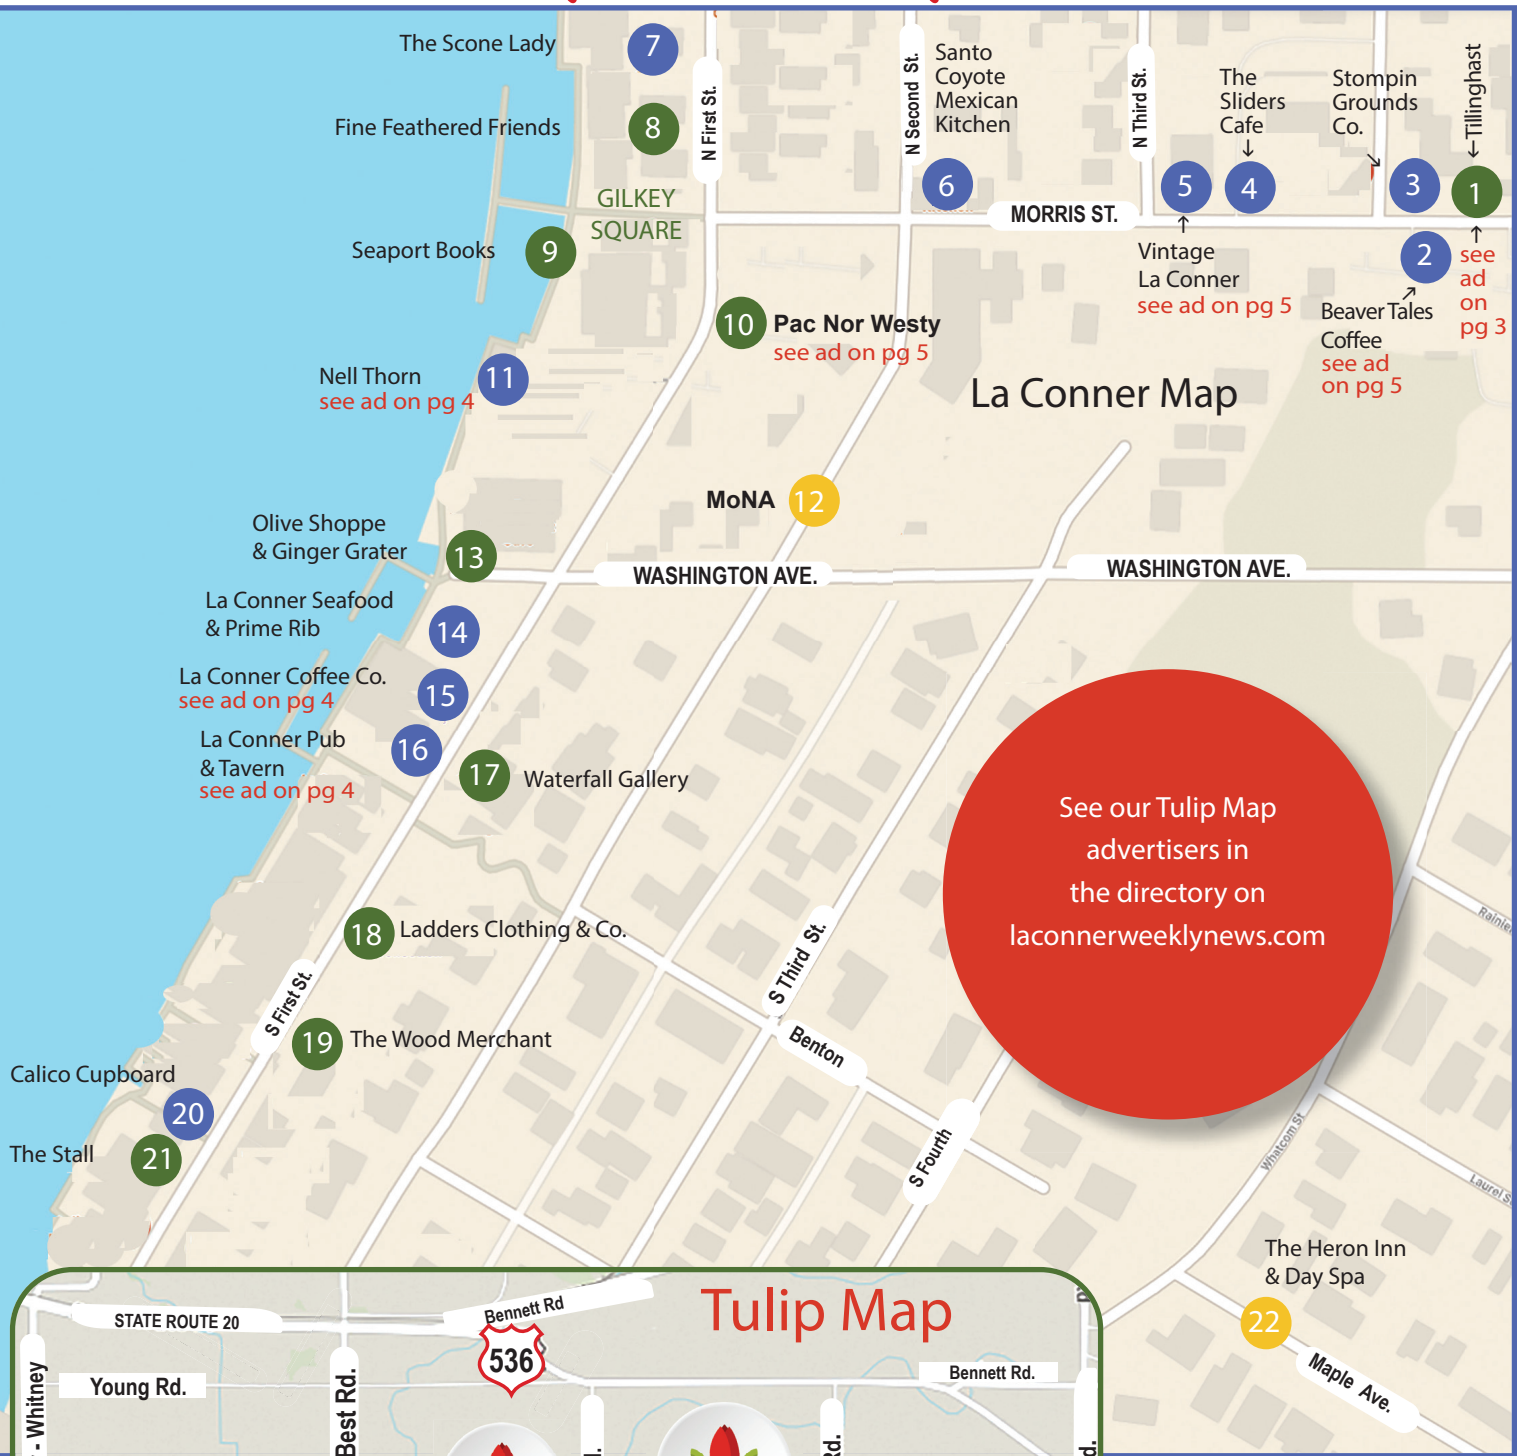 The Scone Lady
7
Fine Feathered Friends
8
GILKEY
SQUARE
Seaport Books
9
N First St.
N Second St.
Santo
Coyote
Mexican
Kitchen
6
N Third St.
The
Sliders
Cafe
↓
Stompin
Grounds
Co.
↘
←Tillinghast
5
4
3
1
MORRIS ST.
↑
Vintage
La Conner
see ad on pg 5
2
↗
Beaver Tales
Coffee
see ad
on pg 5
↑
see
ad
on
pg 3
10
Pac Nor Westy
see ad on pg 5
La Conner Map
Nell Thorn
see ad on pg 4
11
MoNA
12
Olive Shoppe
& Ginger Grater
13
WASHINGTON AVE.
WASHINGTON AVE.
La Conner Seafood
& Prime Rib
14
La Conner Coffee Co.
see ad on pg 4
15
La Conner Pub
& Tavern
see ad on pg 4
16
17
Waterfall Gallery
See our Tulip Map
advertisers in
the directory on
laconnerweeklynews.com
18
Ladders Clothing & Co.
S First St.
S Third St.
Benton
19
The Wood Merchant
Calico Cupboard
20
The Stall
21
S Fourth
Whatcom St
Laurel S
The Heron Inn
& Day Spa
22
Maple Ave.
Tulip Map
STATE ROUTE 20
Bennett Rd
536
Young Rd.
Bennett Rd.
- Whitney
Best Rd.